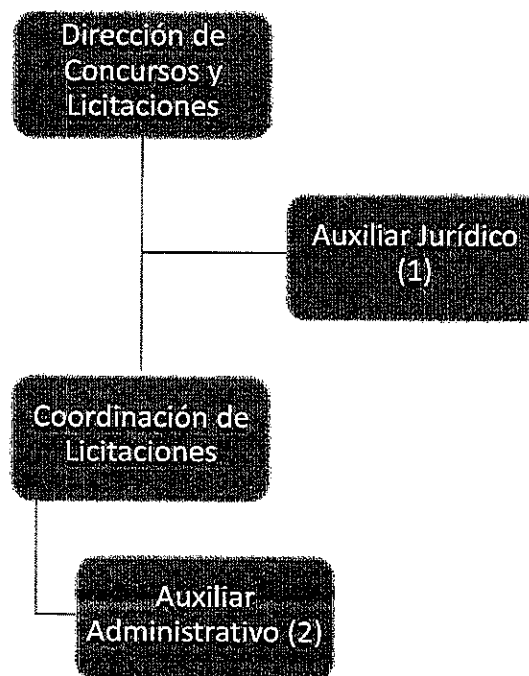 Dirección de
Concursos y
Licitaciones
Auxiliar Jurídico
(1)
Coordinación de
Licitaciones
Auxiliar
Administrativo (2)